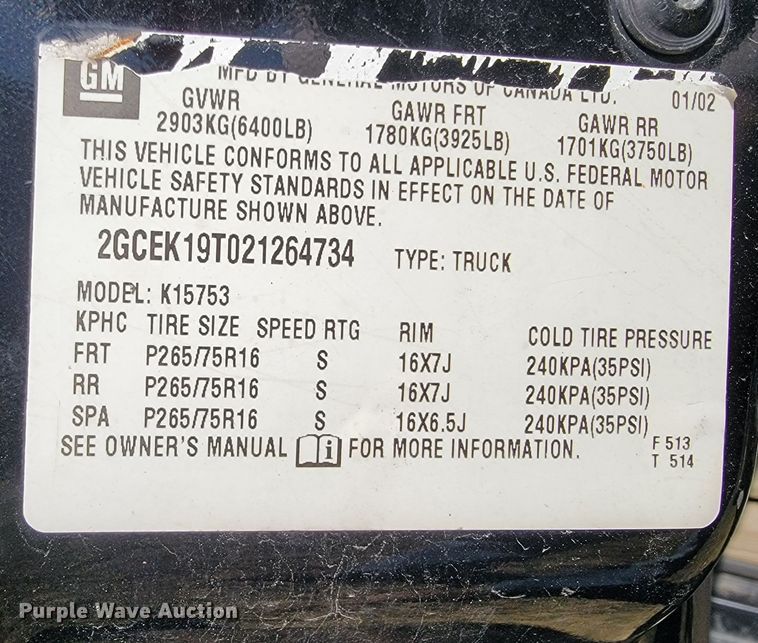 GM
MFD BY GENERAL MOTORS OF CANADA LTD. 01/02
GVWR GAWR FRT GAWR RR
2903KG(6400LB) 1780KG(3925LB) 1701KG(3750LB)
THIS VEHICLE CONFORMS TO ALL APPLICABLE U.S. FEDERAL MOTOR
VEHICLE SAFETY STANDARDS IN EFFECT ON THE DATE OF
MANUFACTURE SHOWN ABOVE.
2GCEK19T021264734 TYPE: TRUCK
MODEL: K15753
KPHC TIRE SIZE SPEED RTG RIM COLD TIRE PRESSURE
FRT P265/75R16 S 16X7J 240KPA(35PSI)
RR P265/75R16 S 16X7J 240KPA(35PSI)
SPA P265/75R16 S 16X6.5J 240KPA(35PSI)
SEE OWNER'S MANUAL i FOR MORE INFORMATION.
F 513
T 514
Purple Wave Auction